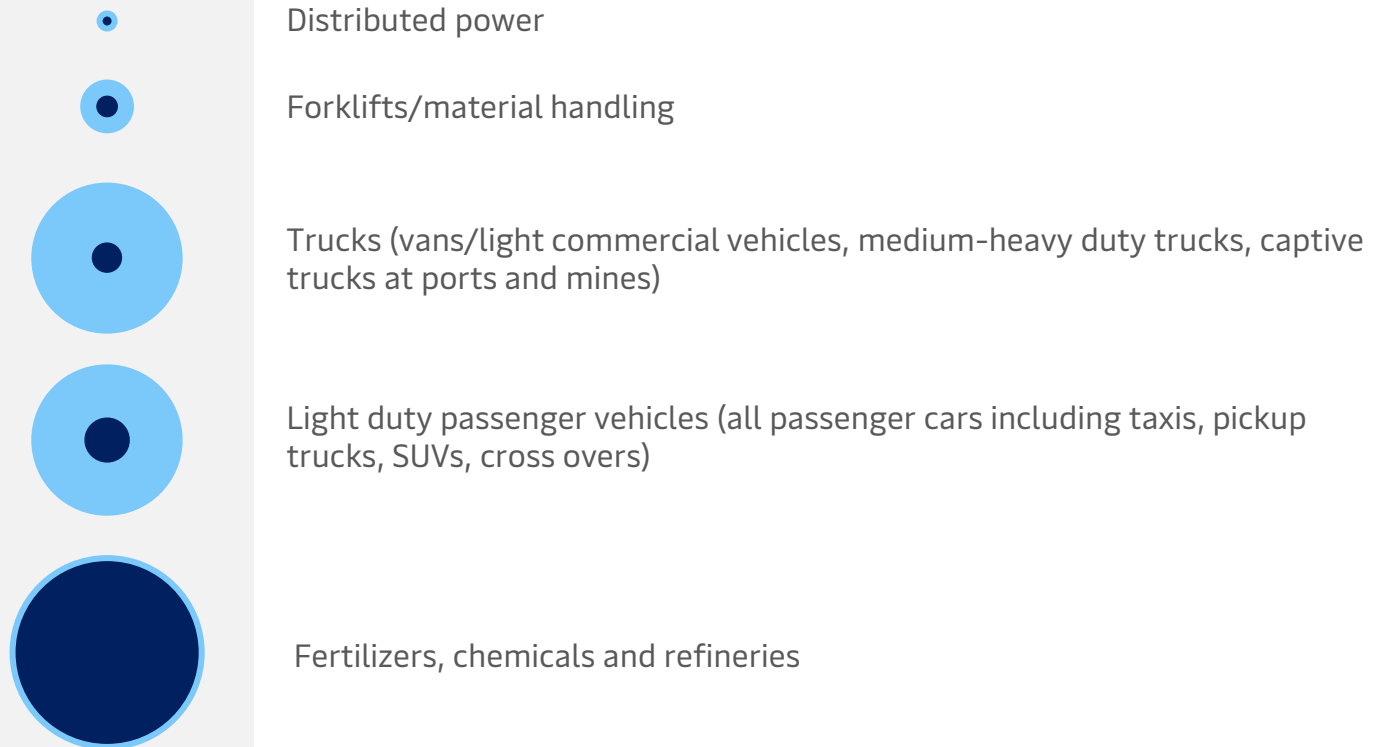 Distributed power
Forklifts/material handling
Trucks (vans/light commercial vehicles, medium-heavy duty trucks, captive
trucks at ports and mines)
Light duty passenger vehicles (all passenger cars including taxis, pickup
trucks, SUVs, cross overs)
Fertilizers, chemicals and refineries